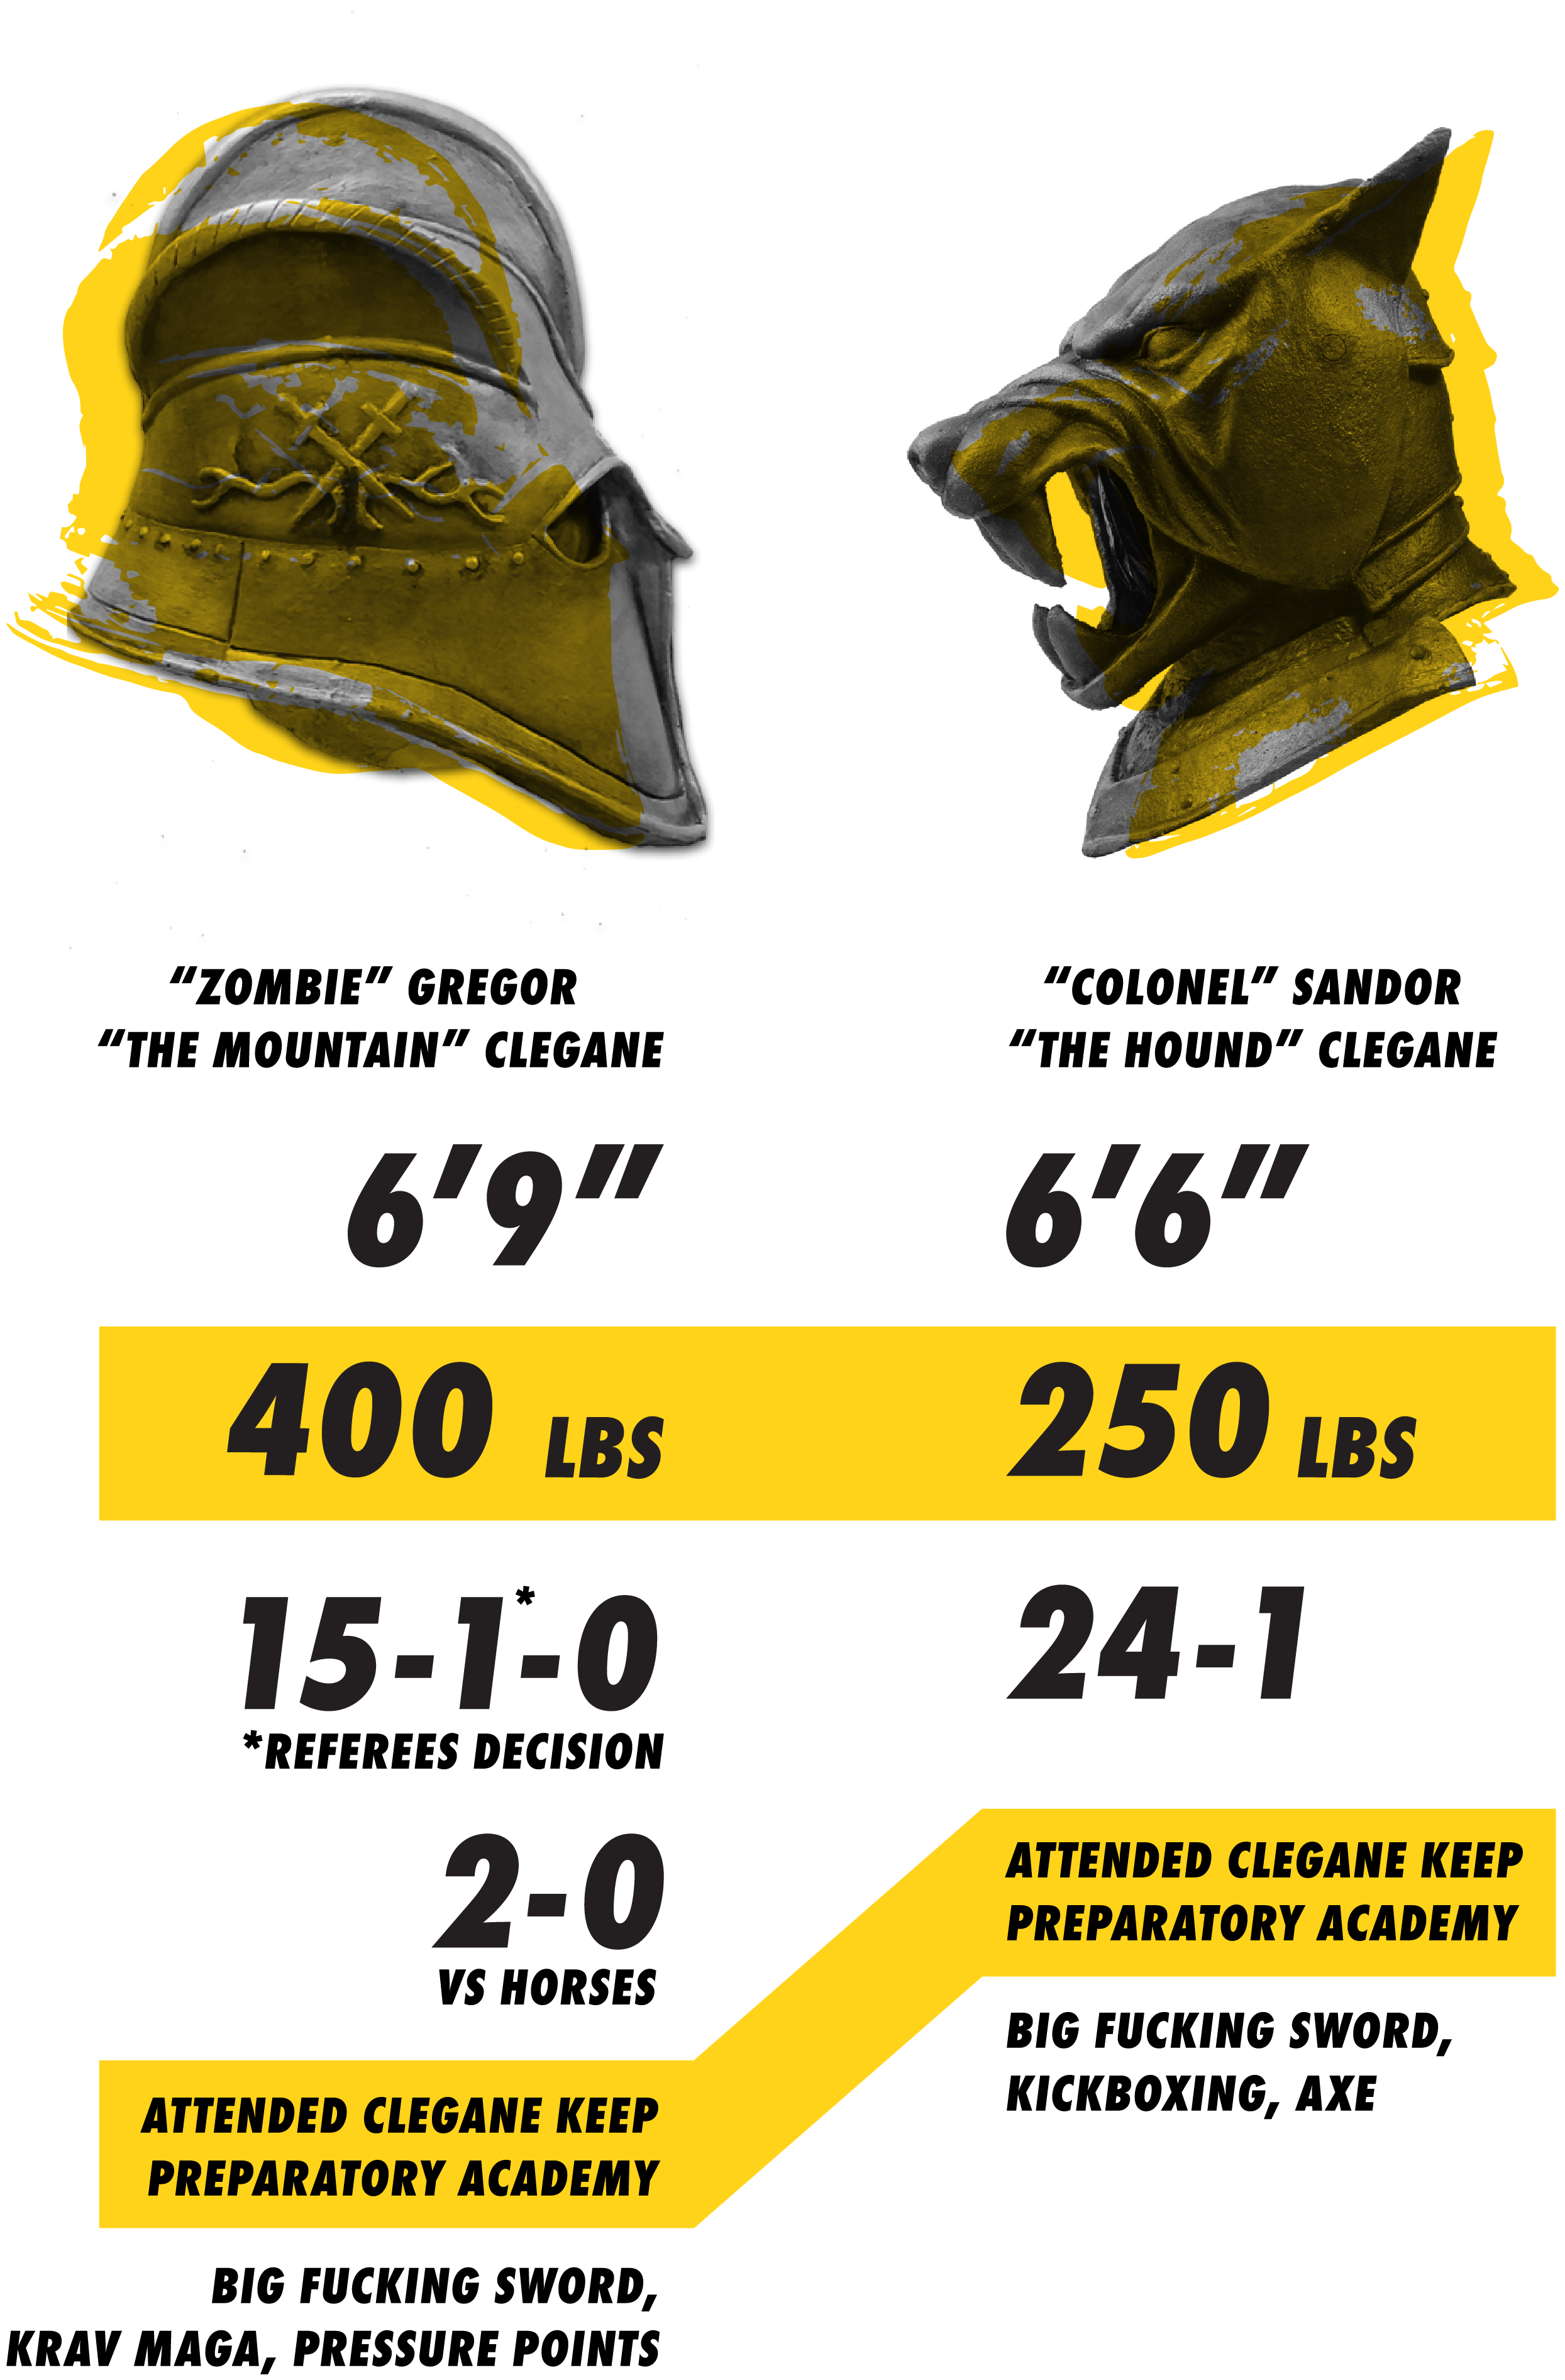 “ZOMBIE” GREGOR
“THE MOUNTAIN” CLEGANE
6’9”
400 LBS
15-1*-0
*REFEREES DECISION
2-0
VS HORSES
ATTENDED CLEGANE KEEP
PREPARATORY ACADEMY
BIG FUCKING SWORD,
KRAV MAGA, PRESSURE POINTS
“COLONEL” SANDOR
“THE HOUND” CLEGANE
6’6”
250 LBS
24-1
ATTENDED CLEGANE KEEP
PREPARATORY ACADEMY
BIG FUCKING SWORD,
KICKBOXING, AXE